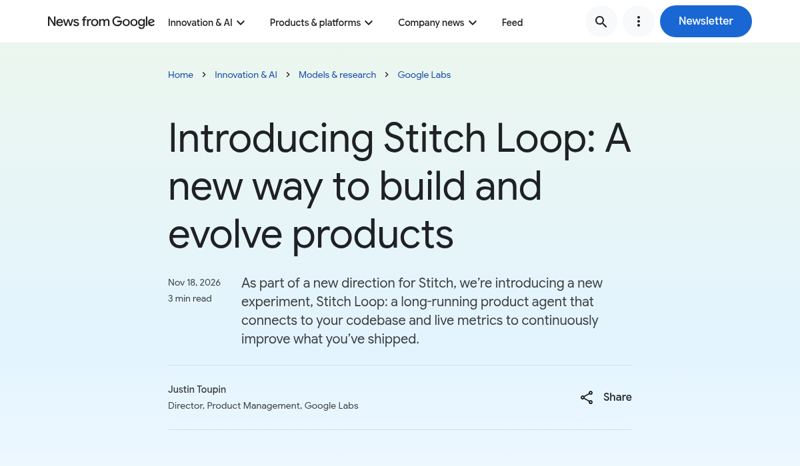 News from Google
Innovation & AI
Products & platforms
Company news
Feed
Newsletter
Home
Innovation & AI
Models & research
Google Labs
Introducing Stitch Loop: A
new way to build and
evolve products
Nov 18, 2026
3 min read
As part of a new direction for Stitch, we're introducing a new
experiment, Stitch Loop: a long-running product agent that
connects to your codebase and live metrics to continuously
improve what you've shipped.
Justin Toupin
Director, Product Management, Google Labs
Share